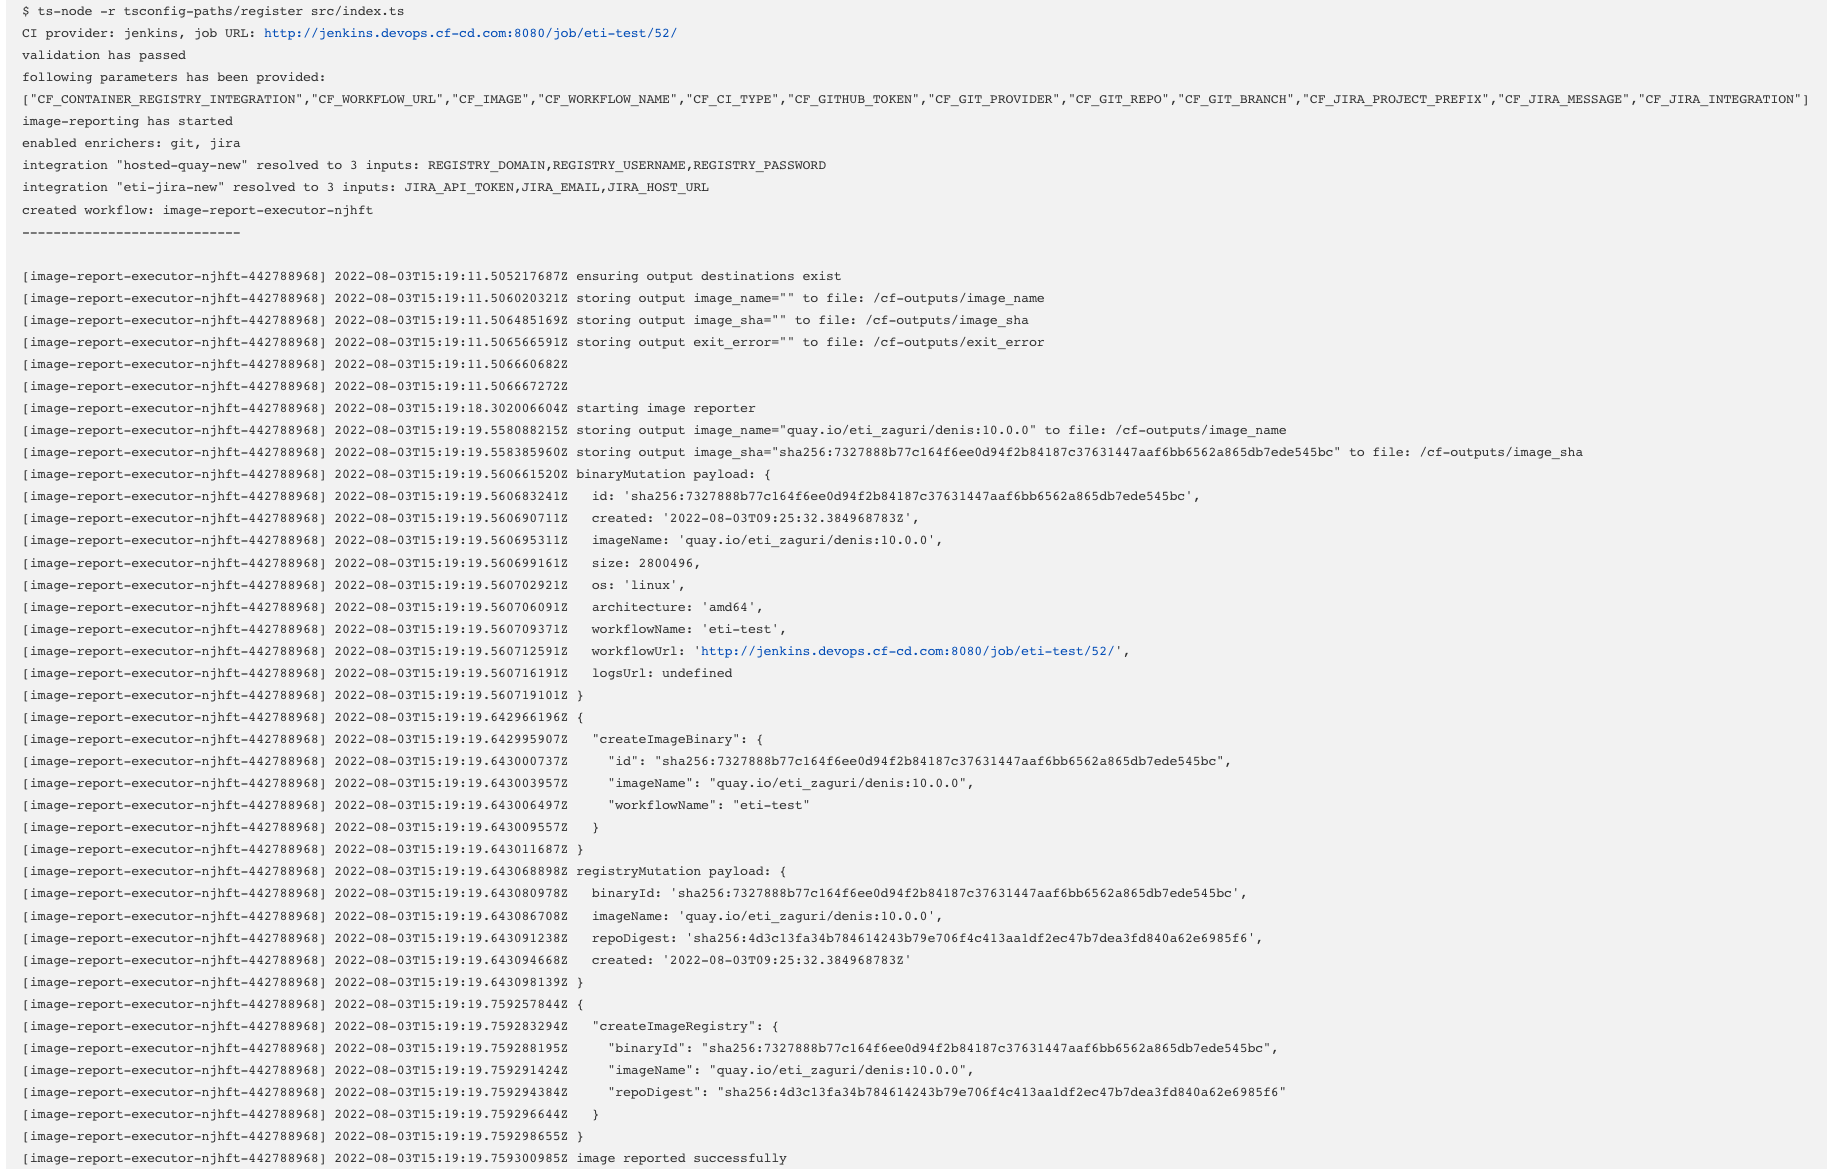 $ ts-node -r tsconfig-paths/register src/index.ts
CI provider: jenkins, job URL: http://jenkins.devops.cf-cd.com:8080/job/eti-test/52/
validation has passed
following parameters has been provided:
["CF_CONTAINER_REGISTRY_INTEGRATION","CF_WORKFLOW_URL","CF_IMAGE","CF_WORKFLOW_NAME","CF_CI_TYPE","CF_GITHUB_TOKEN","CF_GIT_PROVIDER","CF_GIT_REPO","CF_GIT_BRANCH","CF_JIRA_PROJECT_PREFIX","CF_JIRA_MESSAGE","CF_JIRA_INTEGRATION"]
image-reporting has started
enabled enrichers: git, jira
integration "hosted-quay-new" resolved to 3 inputs: REGISTRY_DOMAIN,REGISTRY_USERNAME,REGISTRY_PASSWORD
integration "eti-jira-new" resolved to 3 inputs: JIRA_API_TOKEN,JIRA_EMAIL,JIRA_HOST_URL
created workflow: image-report-executor-njhft
----------------------------
[image-report-executor-njhft-442788968] 2022-08-03T15:19:11.505217687Z ensuring output destinations exist
[image-report-executor-njhft-442788968] 2022-08-03T15:19:11.506020321Z storing output image_name="" to file: /cf-outputs/image_name
[image-report-executor-njhft-442788968] 2022-08-03T15:19:11.506485169Z storing output image_sha="" to file: /cf-outputs/image_sha
[image-report-executor-njhft-442788968] 2022-08-03T15:19:11.506566591Z storing output exit_error="" to file: /cf-outputs/exit_error
[image-report-executor-njhft-442788968] 2022-08-03T15:19:11.506660682Z
[image-report-executor-njhft-442788968] 2022-08-03T15:19:11.506667272Z
[image-report-executor-njhft-442788968] 2022-08-03T15:19:18.302006604Z starting image reporter
[image-report-executor-njhft-442788968] 2022-08-03T15:19:19.558088215Z storing output image_name="quay.io/eti_zaguri/denis:10.0.0" to file: /cf-outputs/image_name
[image-report-executor-njhft-442788968] 2022-08-03T15:19:19.558385960Z storing output image_sha="sha256:7327888b77c164f6ee0d94f2b84187c37631447aaf6bb6562a865db7ede545bc" to file: /cf-outputs/image_sha
[image-report-executor-njhft-442788968] 2022-08-03T15:19:19.560661520Z binaryMutation payload: {
[image-report-executor-njhft-442788968] 2022-08-03T15:19:19.560683241Z   id: 'sha256:7327888b77c164f6ee0d94f2b84187c37631447aaf6bb6562a865db7ede545bc',
[image-report-executor-njhft-442788968] 2022-08-03T15:19:19.560690711Z   created: '2022-08-03T09:25:32.384968783Z',
[image-report-executor-njhft-442788968] 2022-08-03T15:19:19.560695311Z   imageName: 'quay.io/eti_zaguri/denis:10.0.0',
[image-report-executor-njhft-442788968] 2022-08-03T15:19:19.560699161Z   size: 2800496,
[image-report-executor-njhft-442788968] 2022-08-03T15:19:19.560702921Z   os: 'linux',
[image-report-executor-njhft-442788968] 2022-08-03T15:19:19.560706091Z   architecture: 'amd64',
[image-report-executor-njhft-442788968] 2022-08-03T15:19:19.560709371Z   workflowName: 'eti-test',
[image-report-executor-njhft-442788968] 2022-08-03T15:19:19.560712591Z   workflowUrl: 'http://jenkins.devops.cf-cd.com:8080/job/eti-test/52/',
[image-report-executor-njhft-442788968] 2022-08-03T15:19:19.560716191Z   logsUrl: undefined
[image-report-executor-njhft-442788968] 2022-08-03T15:19:19.560719101Z }
[image-report-executor-njhft-442788968] 2022-08-03T15:19:19.642966196Z {
[image-report-executor-njhft-442788968] 2022-08-03T15:19:19.642995907Z   "createImageBinary": {
[image-report-executor-njhft-442788968] 2022-08-03T15:19:19.643000737Z     "id": "sha256:7327888b77c164f6ee0d94f2b84187c37631447aaf6bb6562a865db7ede545bc",
[image-report-executor-njhft-442788968] 2022-08-03T15:19:19.643003957Z     "imageName": "quay.io/eti_zaguri/denis:10.0.0",
[image-report-executor-njhft-442788968] 2022-08-03T15:19:19.643006497Z     "workflowName": "eti-test"
[image-report-executor-njhft-442788968] 2022-08-03T15:19:19.643009557Z   }
[image-report-executor-njhft-442788968] 2022-08-03T15:19:19.643011687Z }
[image-report-executor-njhft-442788968] 2022-08-03T15:19:19.643068898Z registryMutation payload: {
[image-report-executor-njhft-442788968] 2022-08-03T15:19:19.643080978Z   binaryId: 'sha256:7327888b77c164f6ee0d94f2b84187c37631447aaf6bb6562a865db7ede545bc',
[image-report-executor-njhft-442788968] 2022-08-03T15:19:19.643086708Z   imageName: 'quay.io/eti_zaguri/denis:10.0.0',
[image-report-executor-njhft-442788968] 2022-08-03T15:19:19.643091238Z   repoDigest: 'sha256:4d3c13fa34b784614243b79e706f4c413aa1df2ec47b7dea3fd840a62e6985f6',
[image-report-executor-njhft-442788968] 2022-08-03T15:19:19.643094668Z   created: '2022-08-03T09:25:32.384968783Z'
[image-report-executor-njhft-442788968] 2022-08-03T15:19:19.643098139Z }
[image-report-executor-njhft-442788968] 2022-08-03T15:19:19.759257844Z {
[image-report-executor-njhft-442788968] 2022-08-03T15:19:19.759283294Z   "createImageRegistry": {
[image-report-executor-njhft-442788968] 2022-08-03T15:19:19.759288195Z     "binaryId": "sha256:7327888b77c164f6ee0d94f2b84187c37631447aaf6bb6562a865db7ede545bc",
[image-report-executor-njhft-442788968] 2022-08-03T15:19:19.759291424Z     "imageName": "quay.io/eti_zaguri/denis:10.0.0",
[image-report-executor-njhft-442788968] 2022-08-03T15:19:19.759294384Z     "repoDigest": "sha256:4d3c13fa34b784614243b79e706f4c413aa1df2ec47b7dea3fd840a62e6985f6"
[image-report-executor-njhft-442788968] 2022-08-03T15:19:19.759296644Z   }
[image-report-executor-njhft-442788968] 2022-08-03T15:19:19.759298655Z }
[image-report-executor-njhft-442788968] 2022-08-03T15:19:19.759300985Z image reported successfully